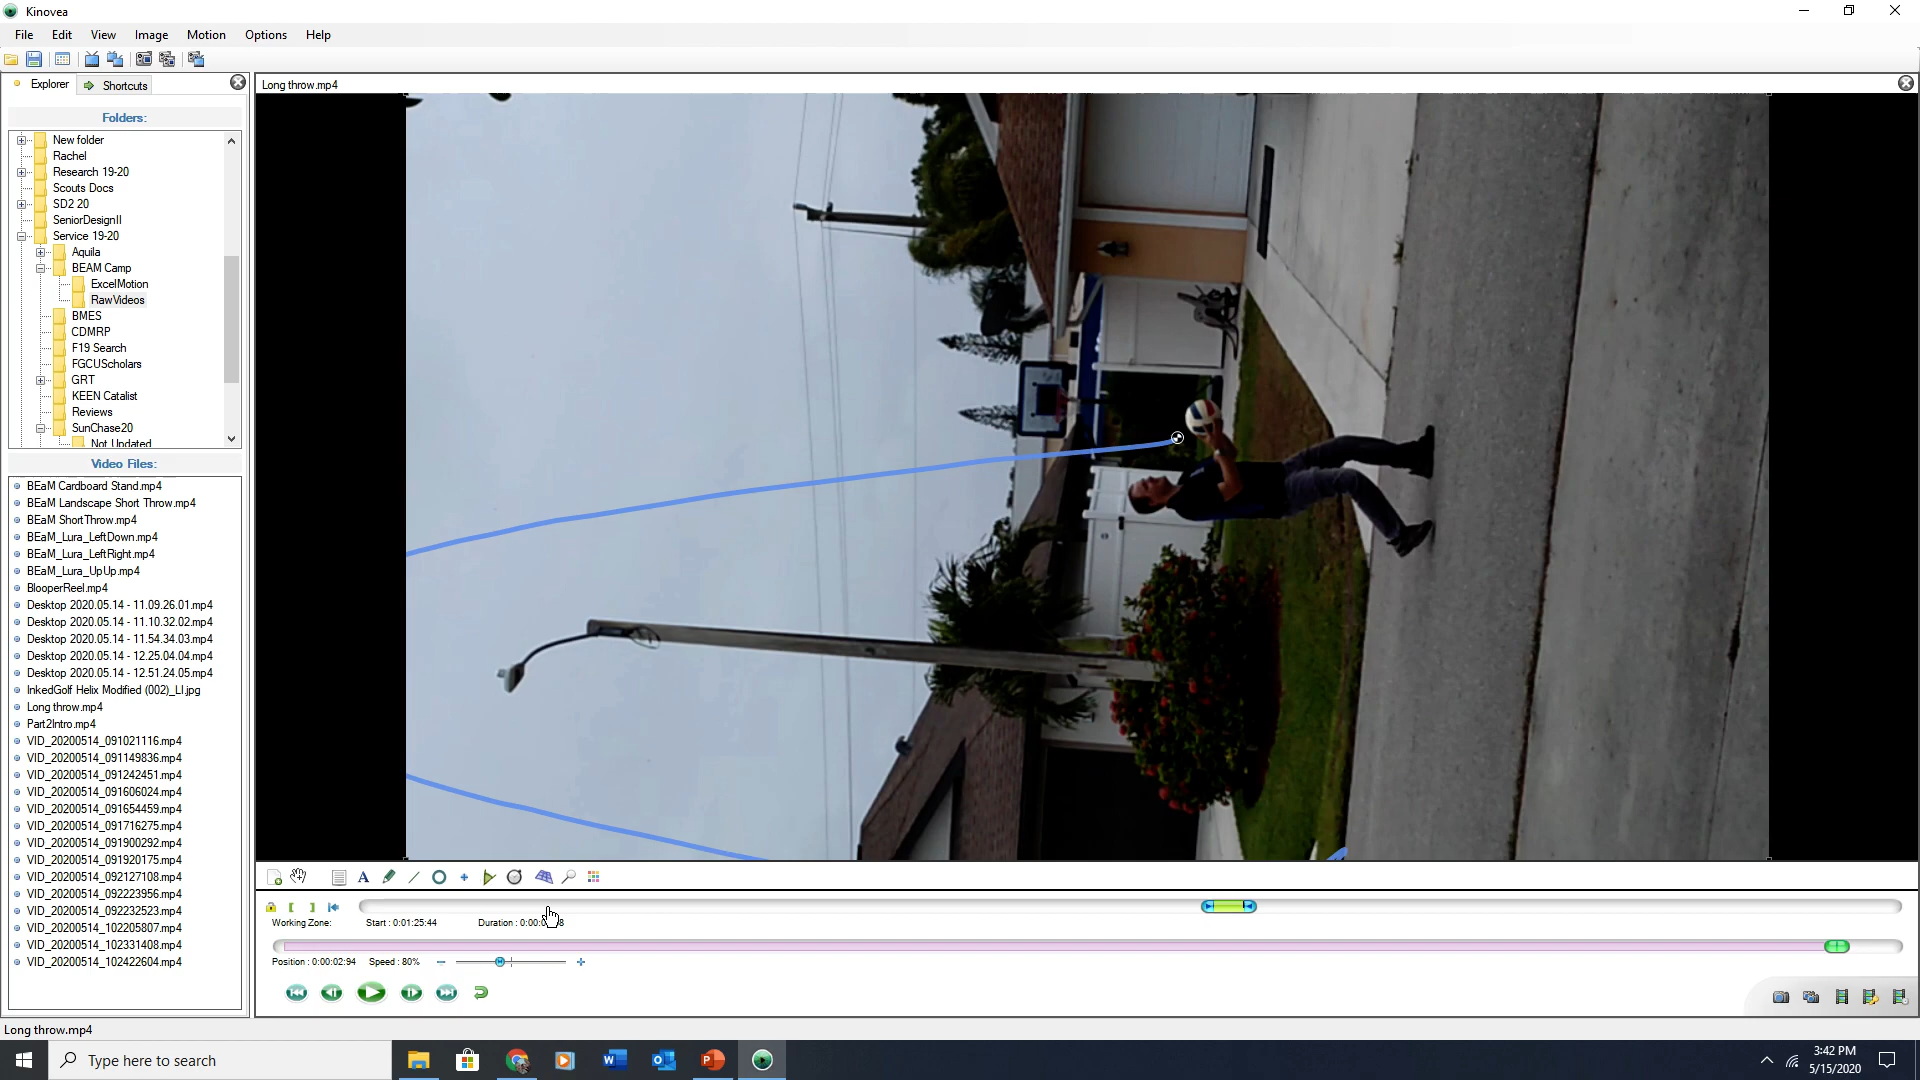 Kinovea
File Edit View Image Motion Options Help
Explorer Shortcuts
Long throw.mp4
Folders:
New folder
Rachel
Research 19-20
Scouts Docs
SD2 20
SeniorDesignII
Service 19-20
Aquila
BEAM Camp
ExcelMotion
RawVideos
BMES
CDMRP
F19 Search
FGCUScholars
GRT
KEEN Catalist
Reviews
SunChase20
Not Updated
Video Files:
BEaM Cardboard Stand.mp4
BEaM Landscape Short Throw.mp4
BEaM ShortThrow.mp4
BEaM_Lura_LeftDown.mp4
BEaM_Lura_LeftRight.mp4
BEaM_Lura_UpUp.mp4
BlooperReel.mp4
Desktop 2020.05.14 - 11.09.26.01.mp4
Desktop 2020.05.14 - 11.10.32.02.mp4
Desktop 2020.05.14 - 11.54.34.03.mp4
Desktop 2020.05.14 - 12.25.04.04.mp4
Desktop 2020.05.14 - 12.51.24.05.mp4
InkedGolf Helix Modified (002)_LI.jpg
Long throw.mp4
Part2Intro.mp4
VID_20200514_091021116.mp4
VID_20200514_091149836.mp4
VID_20200514_091242451.mp4
VID_20200514_091606024.mp4
VID_20200514_091654459.mp4
VID_20200514_091716275.mp4
VID_20200514_091900292.mp4
VID_20200514_091920175.mp4
VID_20200514_092127108.mp4
VID_20200514_092223956.mp4
VID_20200514_092232523.mp4
VID_20200514_102205807.mp4
VID_20200514_102331408.mp4
VID_20200514_102422604.mp4
Working Zone: Start : 0:01:25:44 Duration :
Position : 0:00:02:94 Speed : 80%
Long throw.mp4
Type here to search
3:42 PM
5/15/2020